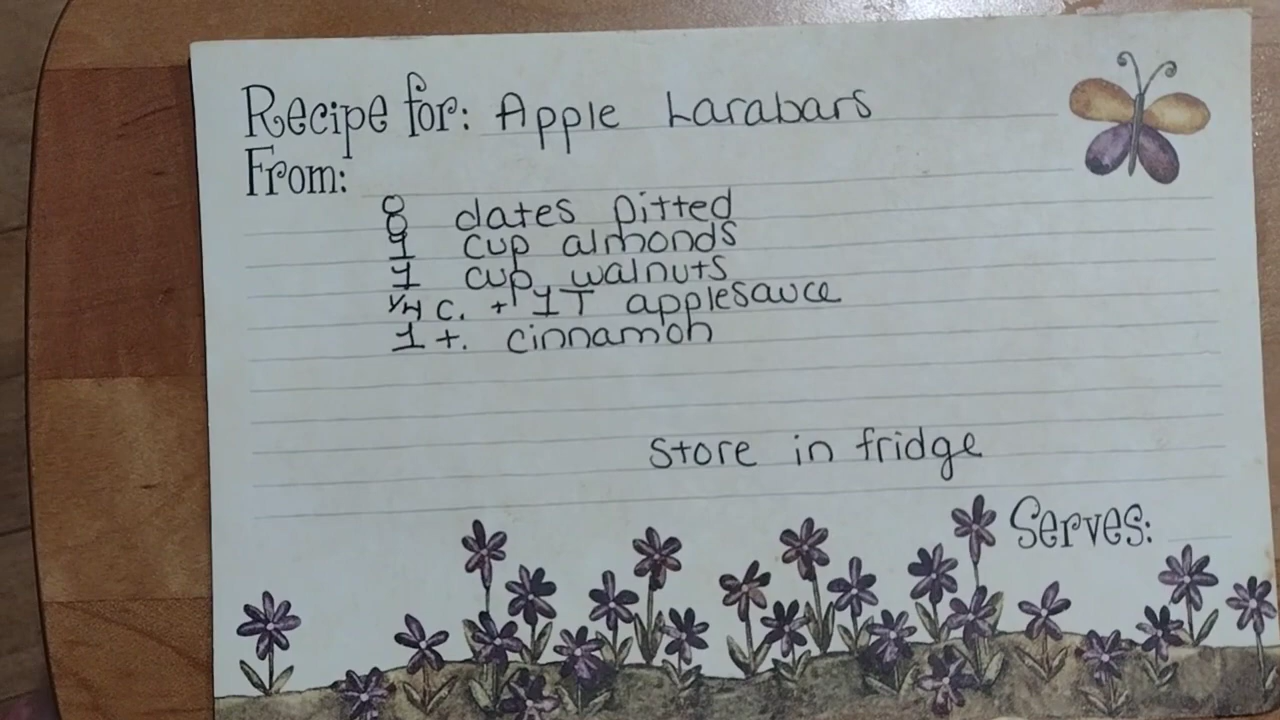 Recipe for: Apple Larabars
From:
8 dates pitted
1 cup almonds
1 cup walnuts
1/4 c. + 1T applesauce
1 t. cinnamon
Store in fridge
Serves: